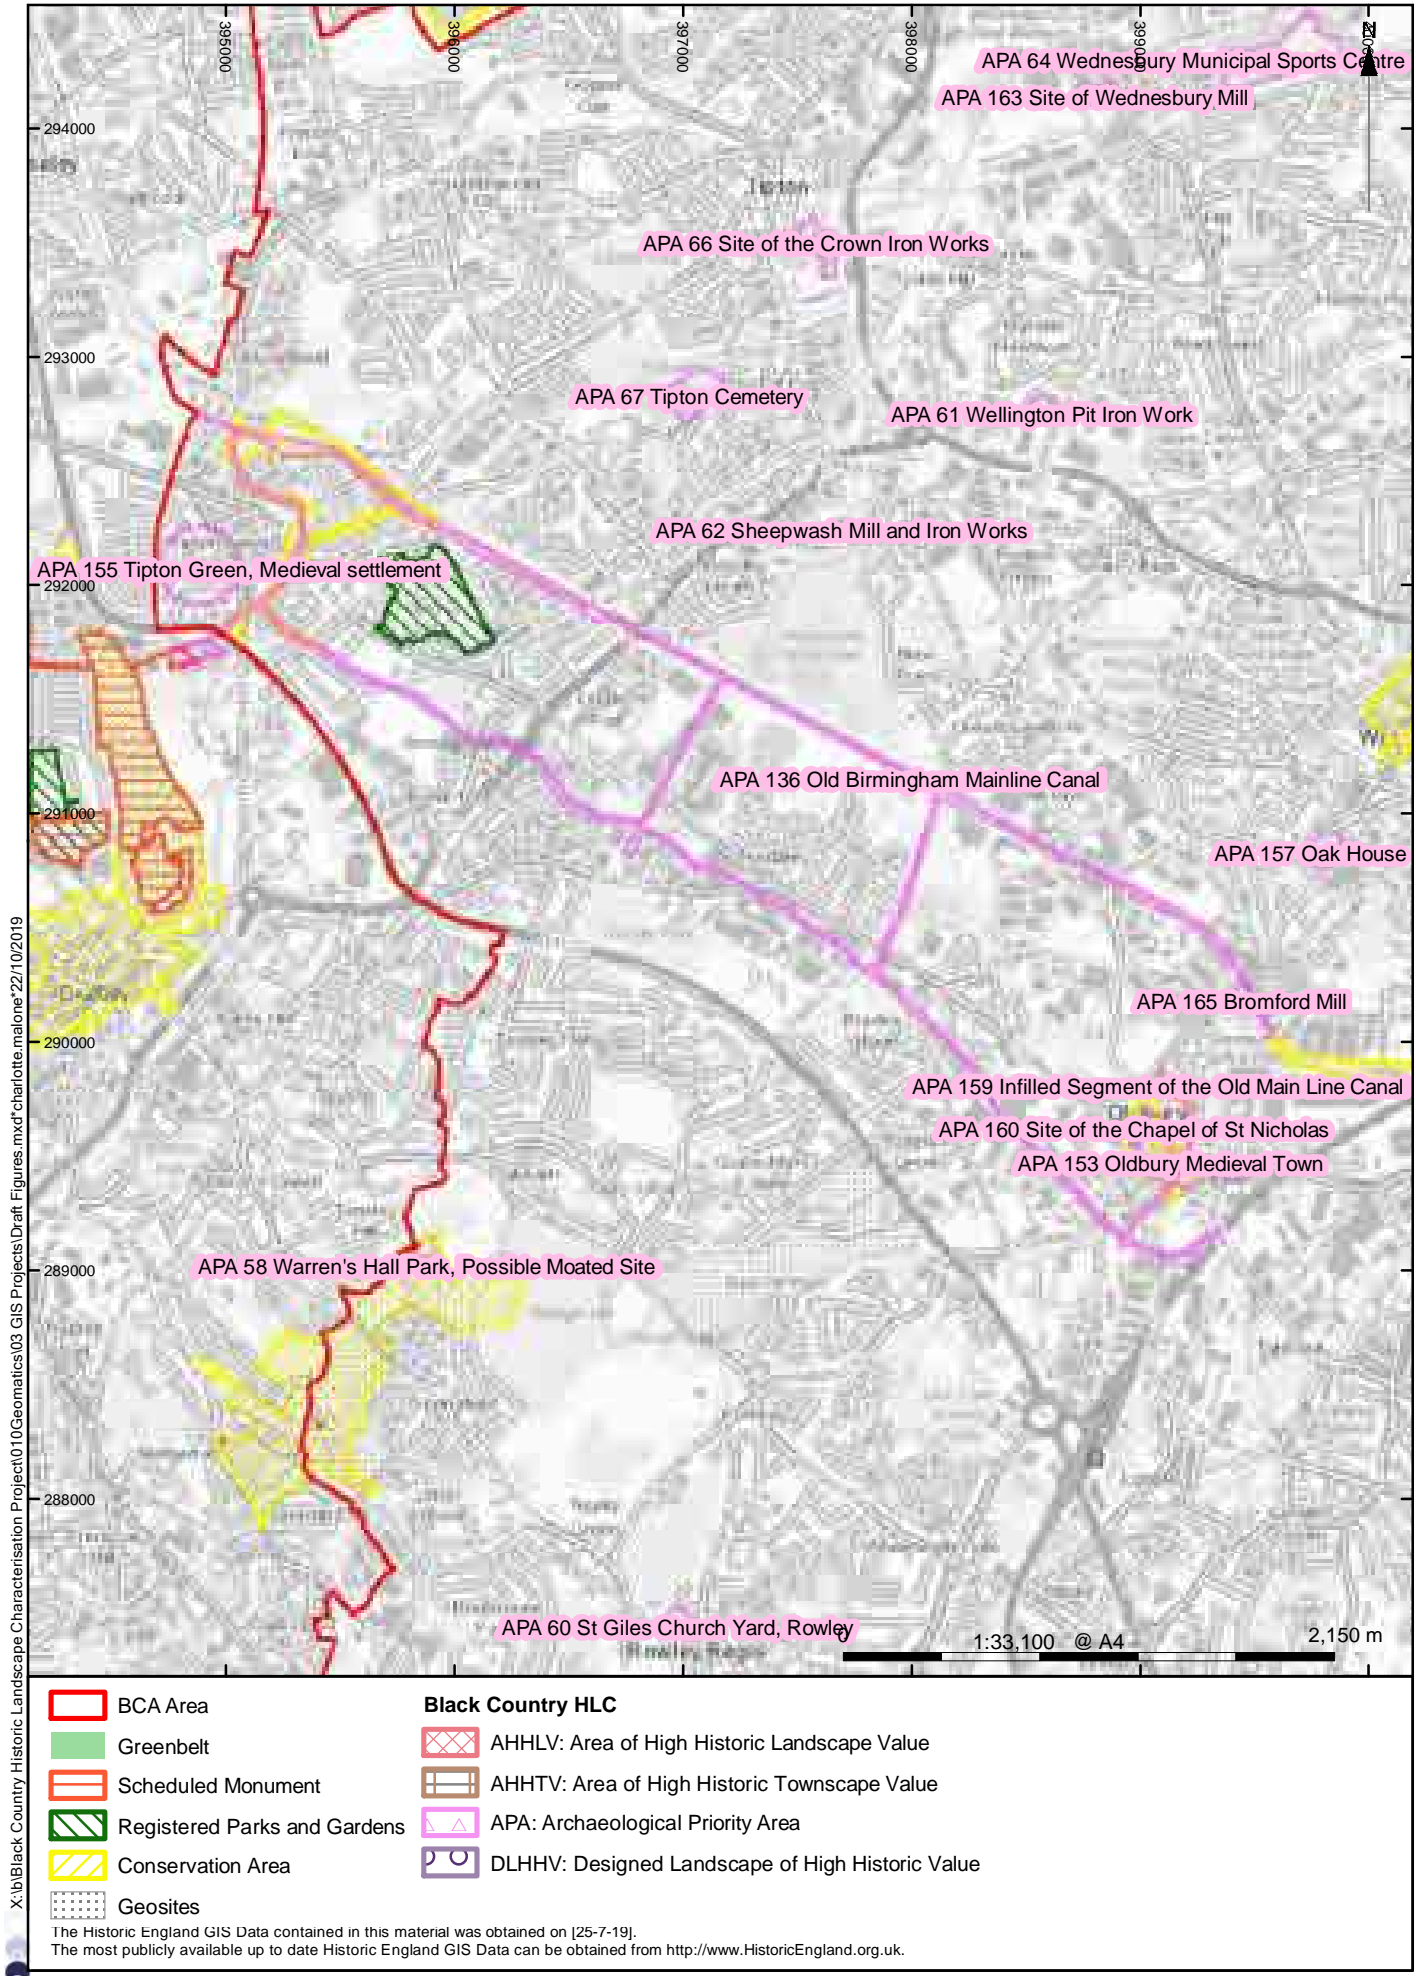 395000
396000
397000
398000
399000
APA 64 Wednesbury Municipal Sports Centre
APA 163 Site of Wednesbury Mill
294000
Tipton
APA 66 Site of the Crown Iron Works
293000
APA 67 Tipton Cemetery
APA 61 Wellington Pit Iron Work
APA 62 Sheepwash Mill and Iron Works
APA 155 Tipton Green, Medieval settlement
292000
APA 136 Old Birmingham Mainline Canal
291000
APA 157 Oak House
APA 165 Bromford Mill
290000
APA 159 Infilled Segment of the Old Main Line Canal
APA 160 Site of the Chapel of St Nicholas
APA 153 Oldbury Medieval Town
APA 58 Warren's Hall Park, Possible Moated Site
289000
288000
APA 60 St Giles Church Yard, Rowley
0 1:33,100 @ A4 2,150 m
X:\b\Black Country Historic Landscape Characterisation Project\010Geomatics\03 GIS Projects\Draft Figures.mxd*charlotte.malone*22/10/2019
BCA Area
Greenbelt
Scheduled Monument
Registered Parks and Gardens
Conservation Area
Geosites
Black Country HLC
AHHLV: Area of High Historic Landscape Value
AHHTV: Area of High Historic Townscape Value
APA: Archaeological Priority Area
DLHHV: Designed Landscape of High Historic Value
The Historic England GIS Data contained in this material was obtained on [25-7-19].
The most publicly available up to date Historic England GIS Data can be obtained from http://www.HistoricEngland.org.uk.